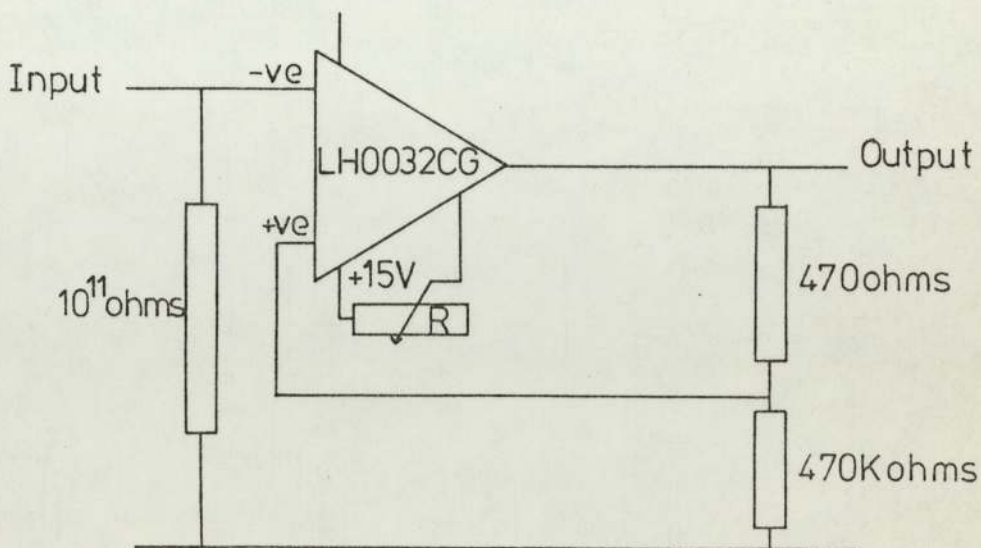 Input
-ve
LH0032CG
Output
+ve
+15V
R
10¹¹ohms
470ohms
470Kohms